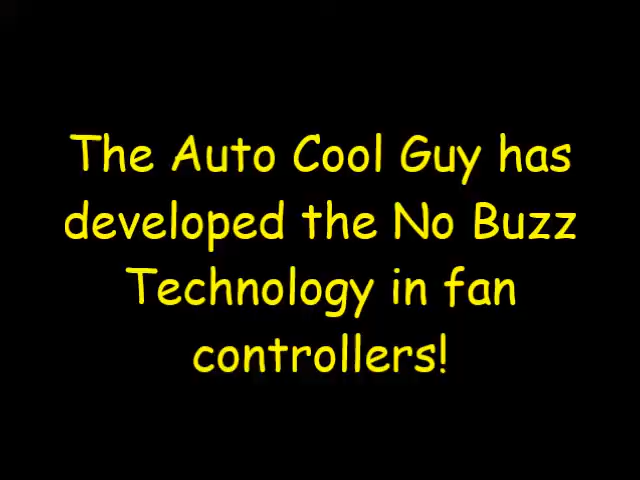 The Auto Cool Guy has
developed the No Buzz
Technology in fan
controllers!